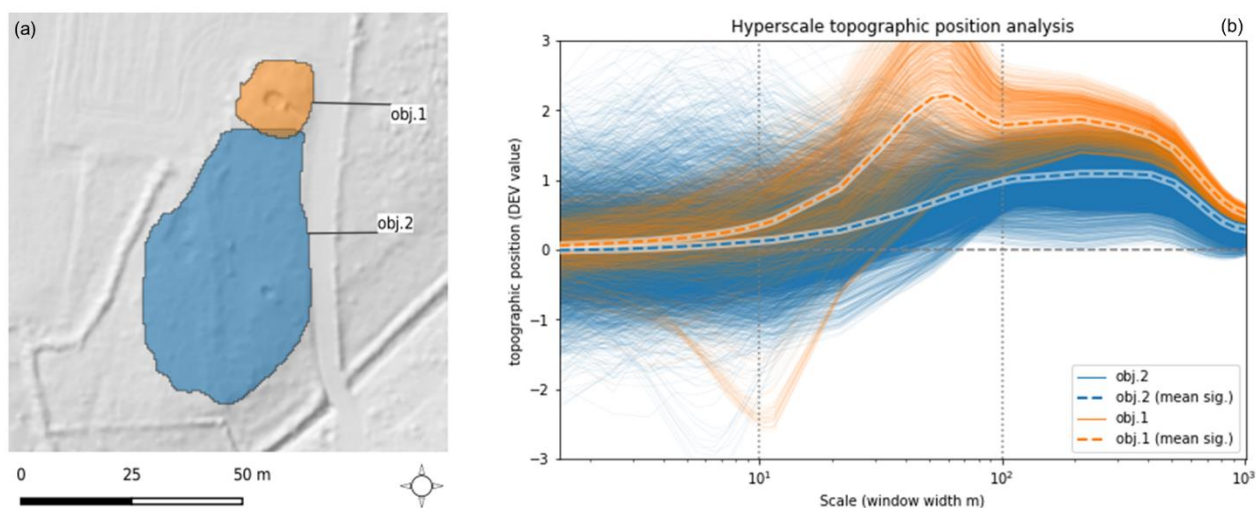 (a)
obj.1
obj.2
0 25 50 m
Hyperscale topographic position analysis
(b)
topographic position (DEV value)
3
2
1
0
−1
−2
−3
10¹ 10² 10³
Scale (window width m)
obj.2
obj.2 (mean sig.)
obj.1
obj.1 (mean sig.)